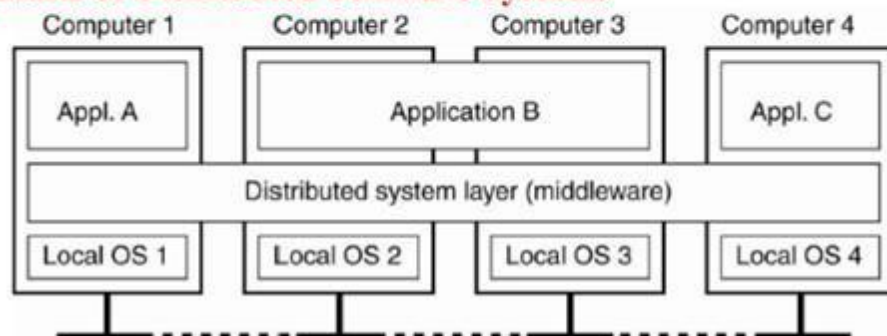 Computer 1 Computer 2 Computer 3 Computer 4
Appl. A Application B Appl. C
Distributed system layer (middleware)
Local OS 1 Local OS 2 Local OS 3 Local OS 4